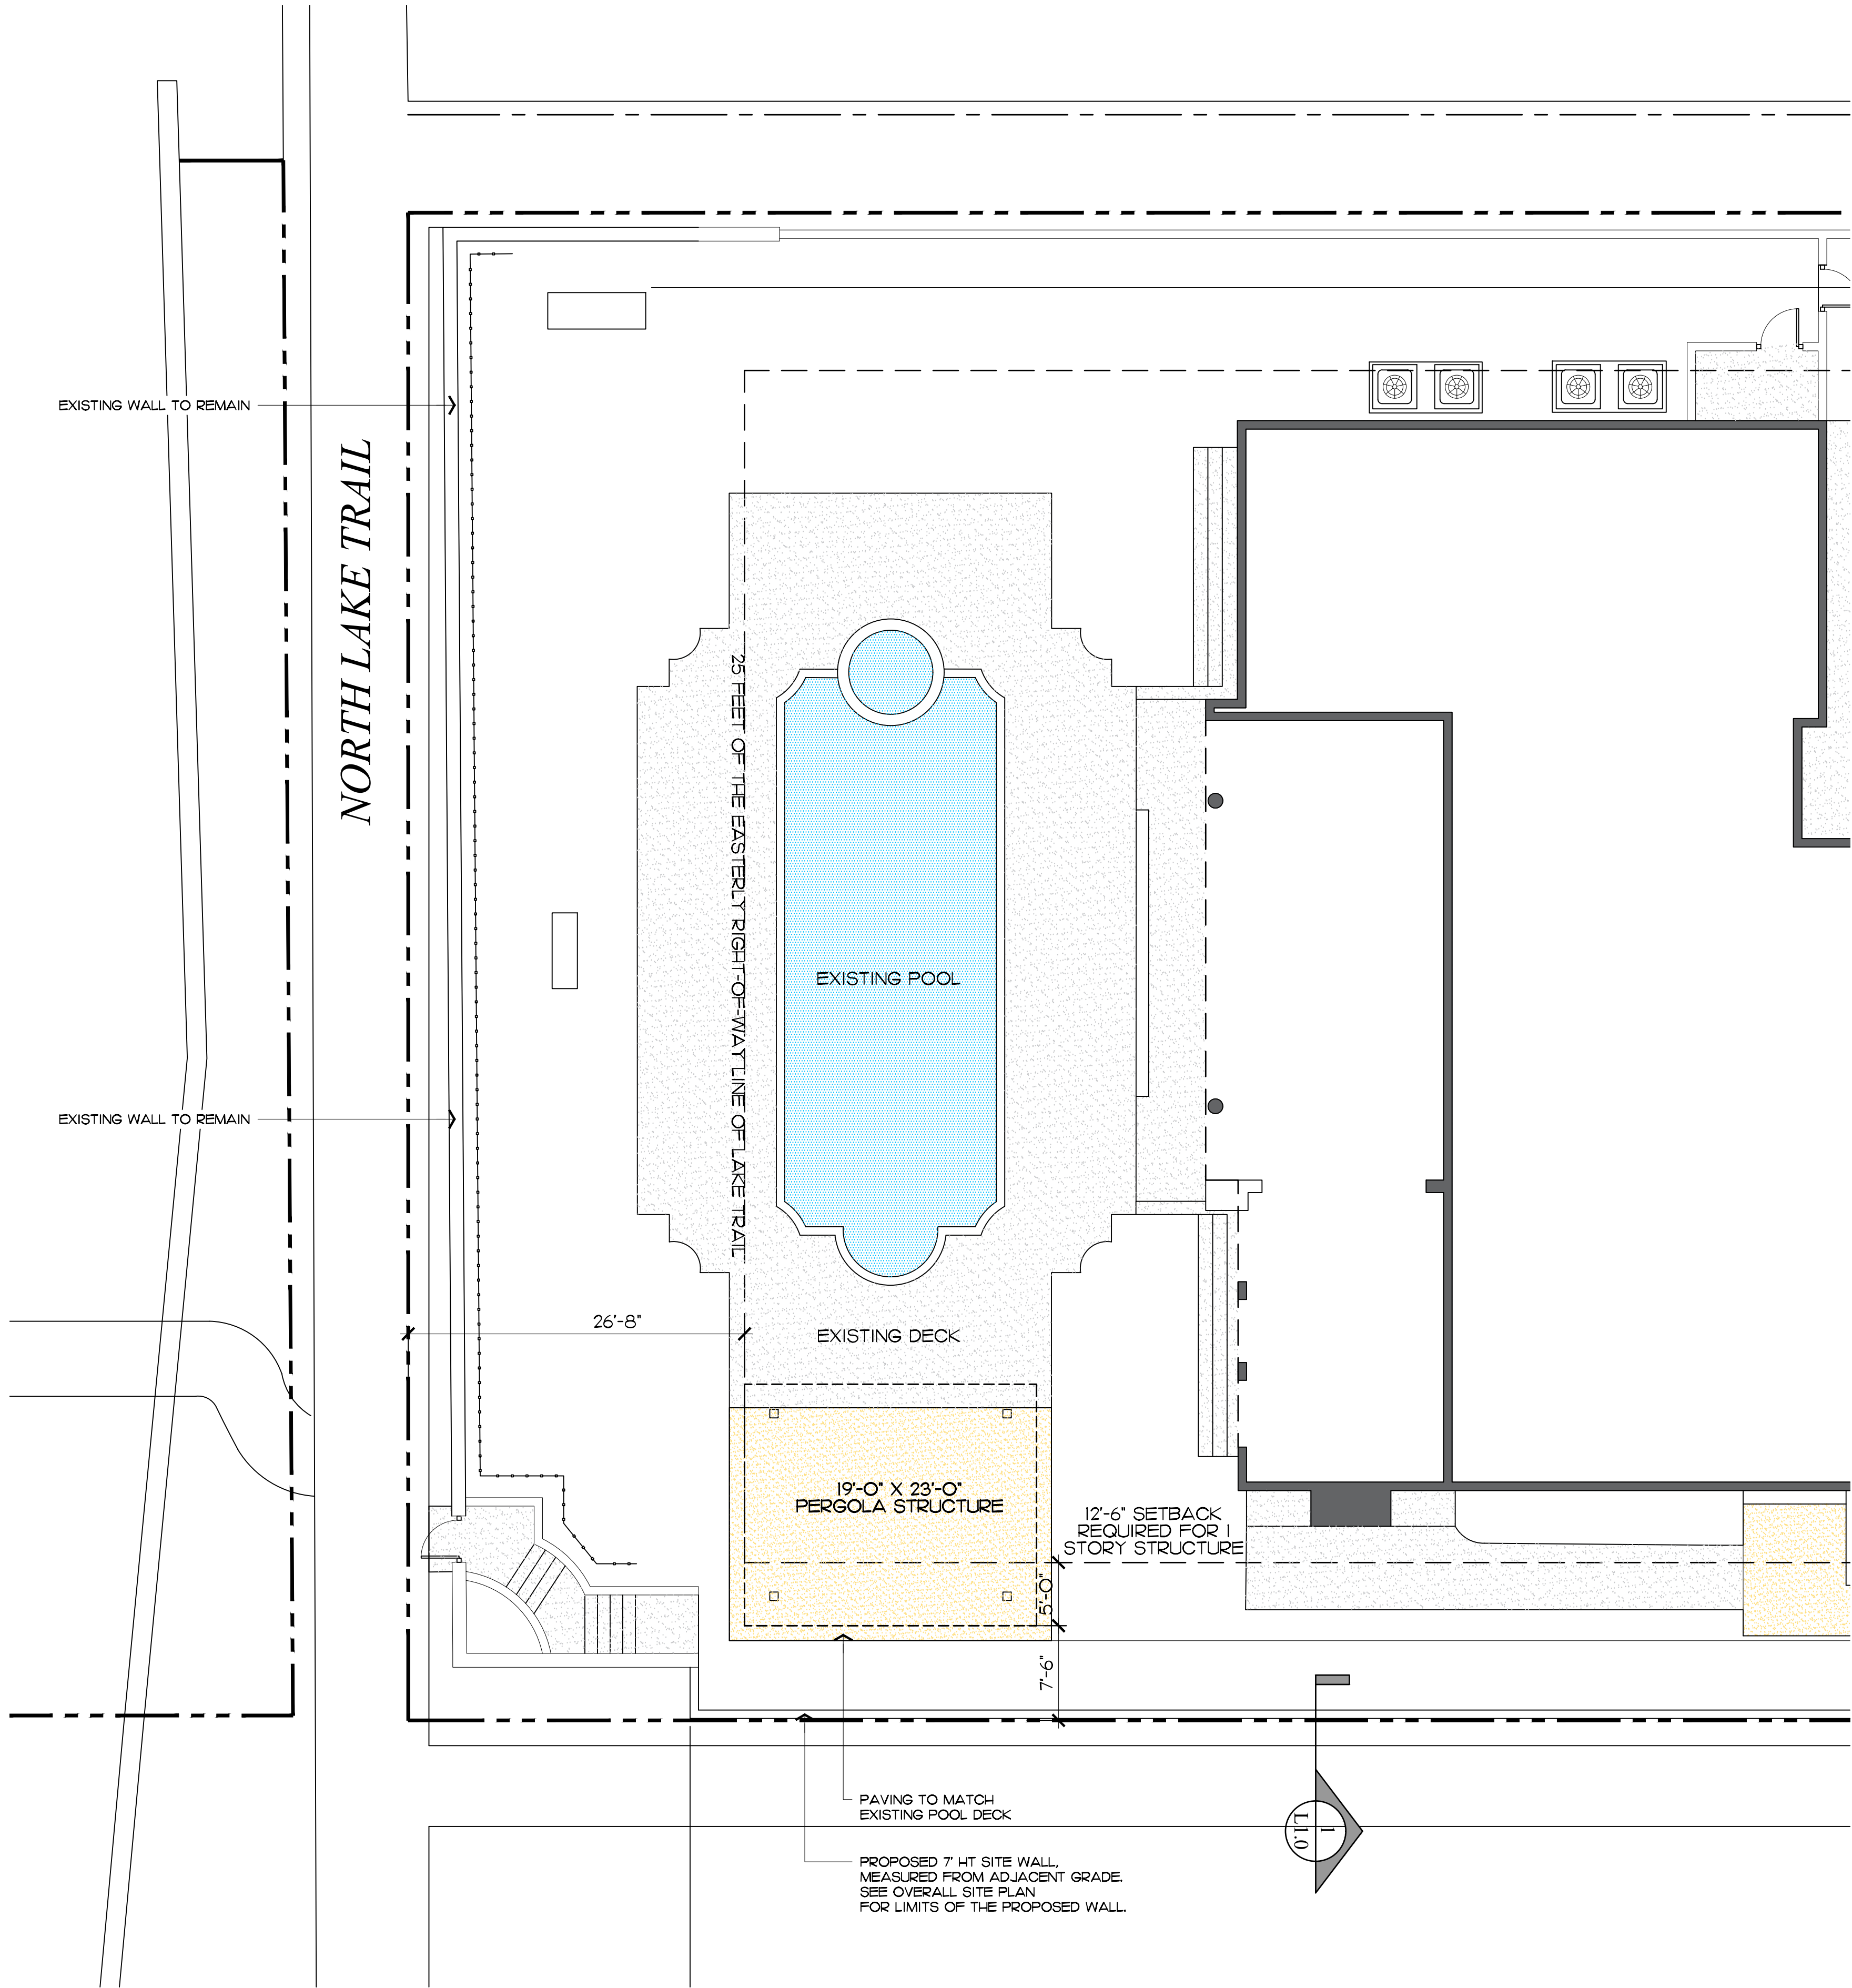 EXISTING WALL TO REMAIN
NORTH LAKE TRAIL
25 FEET OF THE EASTERLY RIGHT-OF-WAY LINE OF LAKE TRAIL
EXISTING POOL
EXISTING WALL TO REMAIN
26'-8"
EXISTING DECK
19'-0" X 23'-0"
PERGOLA STRUCTURE
12'-6" SETBACK
REQUIRED FOR 1
STORY STRUCTURE
5'-0"
7'-6"
PAVING TO MATCH
EXISTING POOL DECK
1
L1.0
PROPOSED 7' HT SITE WALL,
MEASURED FROM ADJACENT GRADE.
SEE OVERALL SITE PLAN
FOR LIMITS OF THE PROPOSED WALL.